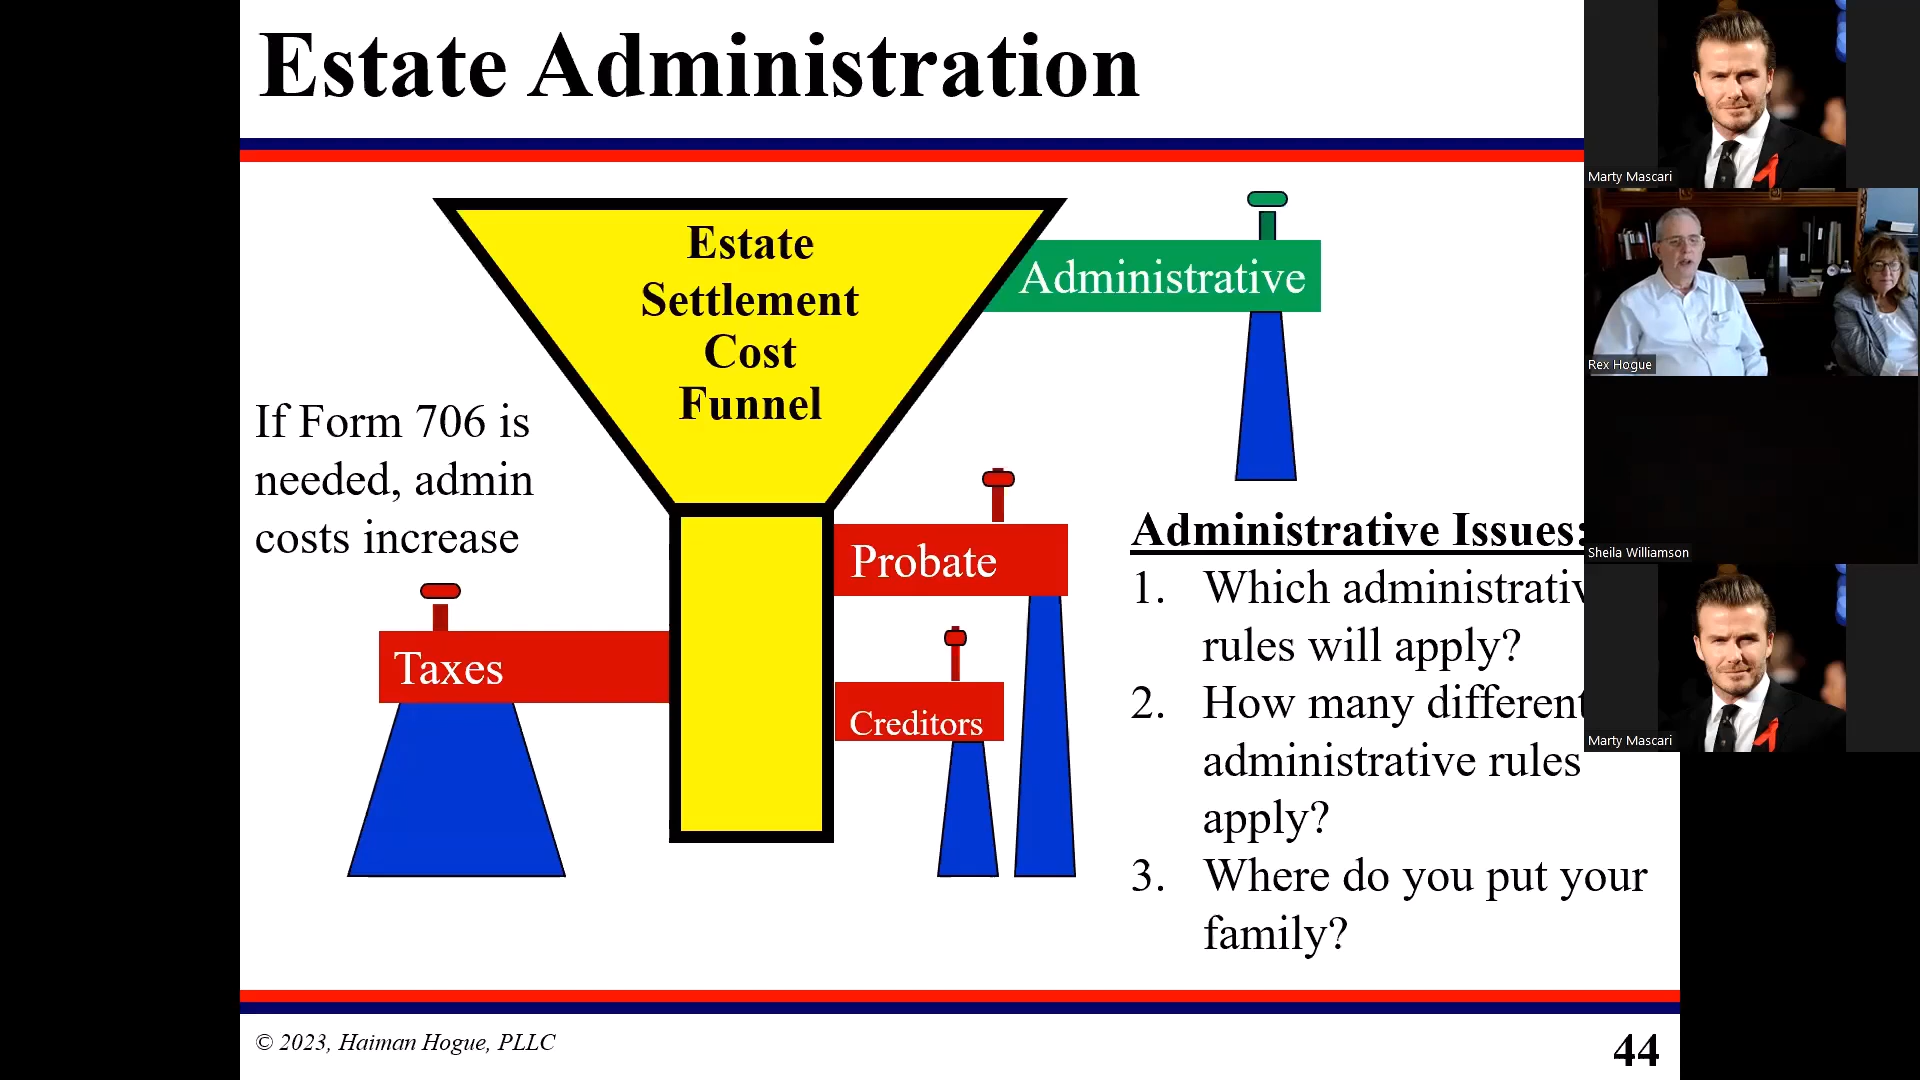 Estate Administration
Estate
Settlement
Cost
Funnel
Administrative
If Form 706 is
needed, admin
costs increase
Probate
Taxes
Creditors
Administrative Issues:
1. Which administrativ
rules will apply?
2. How many different
administrative rules
apply?
3. Where do you put your
family?
© 2023, Haiman Hogue, PLLC
44
Marty Mascari
Rex Hogue
Sheila Williamson
Marty Mascari